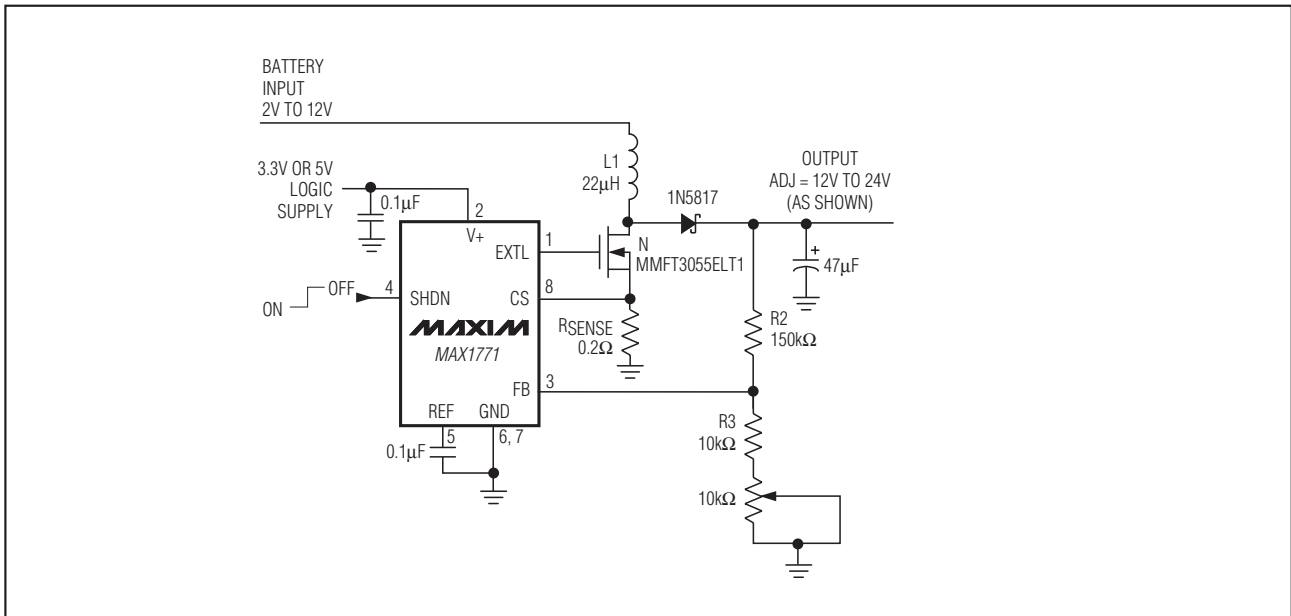 BATTERY
INPUT
2V TO 12V
3.3V OR 5V
LOGIC
SUPPLY
0.1µF
2
V+
L1
22µH
1N5817
OUTPUT
ADJ = 12V TO 24V
(AS SHOWN)
EXTL
1
N
MMFT3055ELT1
+
47µF
ON
OFF
4
SHDN
CS
8
RSENSE
0.2Ω
R2
150kΩ
MAXIM
MAX1771
FB
3
REF
GND
5
6, 7
0.1µF
R3
10kΩ
10kΩ